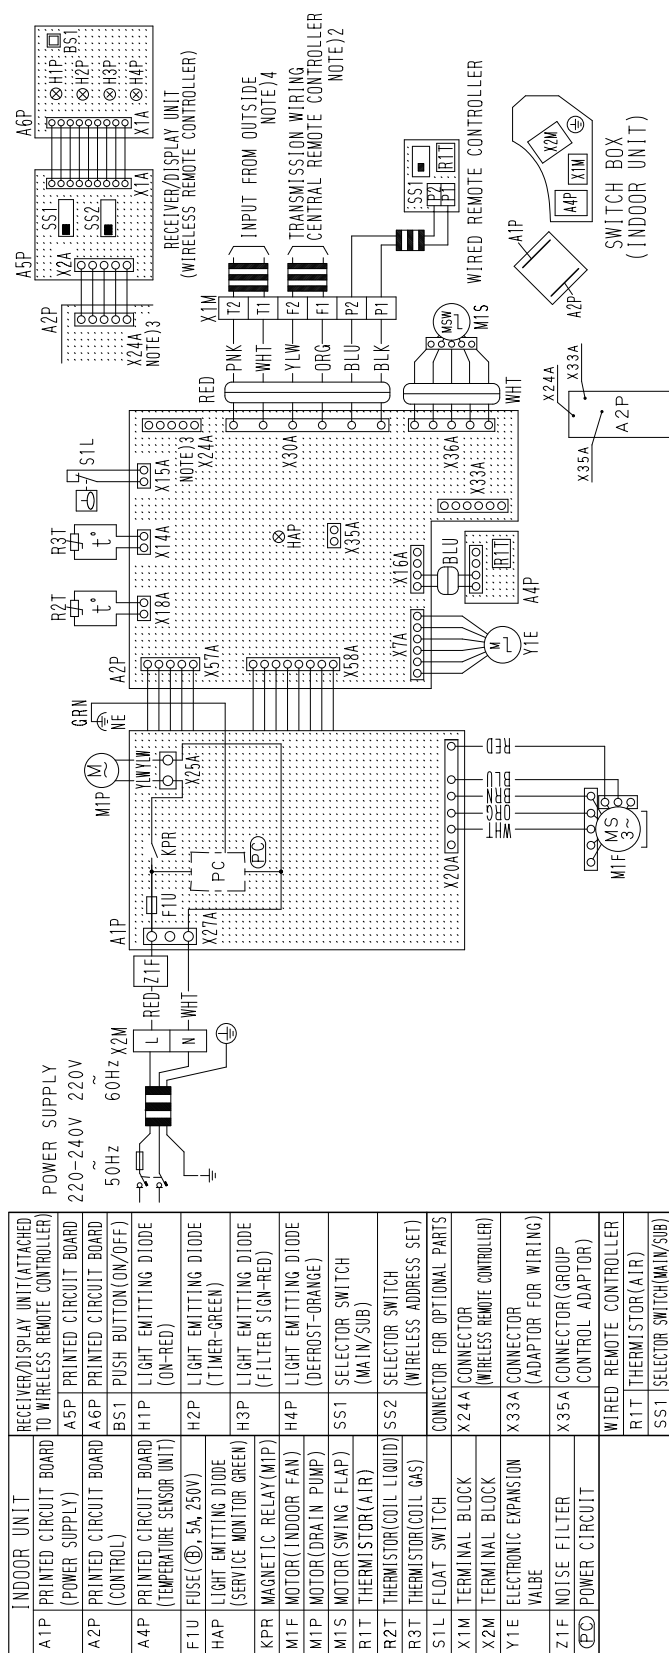 INDOOR UNIT
A1P PRINTED CIRCUIT BOARD
(POWER SUPPLY)
A2P PRINTED CIRCUIT BOARD
(CONTROL)
A4P PRINTED CIRCUIT BOARD
(TEMPERATURE SENSOR UNIT)
F1U FUSE(Ⓑ, 5A, 250V)
HAP LIGHT EMITTING DIODE
(SERVICE MONITOR GREEN)
KPR MAGNETIC RELAY(M1P)
M1F MOTOR(INDOOR FAN)
M1P MOTOR(DRAIN PUMP)
M1S MOTOR(SWING FLAP)
R1T THERMISTOR(AIR)
R2T THERMISTOR(COIL LIQUID)
R3T THERMISTOR(COIL GAS)
S1L FLOAT SWITCH
X1M TERMINAL BLOCK
X2M TERMINAL BLOCK
Y1E ELECTRONIC EXPANSION
VALBE
Z1F NOISE FILTER
PC POWER CIRCUIT
RECEIVER/DISPLAY UNIT(ATTACHED
TO WIRELESS REMOTE CONTROLLER)
A5P PRINTED CIRCUIT BOARD
A6P PRINTED CIRCUIT BOARD
BS1 PUSH BUTTON(ON/OFF)
H1P LIGHT EMITTING DIODE
(ON-RED)
H2P LIGHT EMITTING DIODE
(TIMER-GREEN)
H3P LIGHT EMITTING DIODE
(FILTER SIGN-RED)
H4P LIGHT EMITTING DIODE
(DEFROST-ORANGE)
SS1 SELECTOR SWITCH
(MAIN/SUB)
SS2 SELECTOR SWITCH
(WIRELESS ADDRESS SET)
CONNECTOR FOR OPTIONAL PARTS
X24A CONNECTOR
(WIRELESS REMOTE CONTROLLER)
X33A CONNECTOR
(ADAPTOR FOR WIRING)
X35A CONNECTOR(GROUP
CONTROL ADAPTOR)
WIRED REMOTE CONTROLLER
R1T THERMISTOR(AIR)
SS1 SELECTOR SWITCH(MAIN/SUB)
POWER SUPPLY
220-240V 220V
~ ~
50Hz 60Hz
X2M
L
N
RED
WHT
Z1F
A1P
X27A
F1U
KPR
PC
PC
M1P
M
~
YLW
YLW
X25A
GRN
NE
X20A
WHT
ORG
BRN
BLU
RED
M1F
MS
3~
A2P
X57A
X58A
R2T
t°
X18A
R3T
t°
X14A
S1L
X15A
NOTE)3
X24A
HAP
X35A
X7A
M
Y1E
X16A
BLU
A4P
R1T
X33A
X30A
X36A
RED
PNK
WHT
YLW
ORG
BLU
BLK
WHT
MSW
M1S
X1M
T2
T1
F2
F1
P2
P1
INPUT FROM OUTSIDE
NOTE)4
TRANSMISSION WIRING
CENTRAL REMOTE CONTROLLER
NOTE)2
SS1
P2
P1
R1T
WIRED REMOTE CONTROLLER
A2P
X24A
NOTE)3
A5P
X2A
SS1
SS2
X1A
A6P
X1A
H1P
H2P
H3P
H4P
BS1
RECEIVER/DISPLAY UNIT
(WIRELESS REMOTE CONTROLLER)
X24A
X33A
X35A
A2P
A1P
A2P
X2M
X1M
A4P
SWITCH BOX
(INDOOR UNIT)